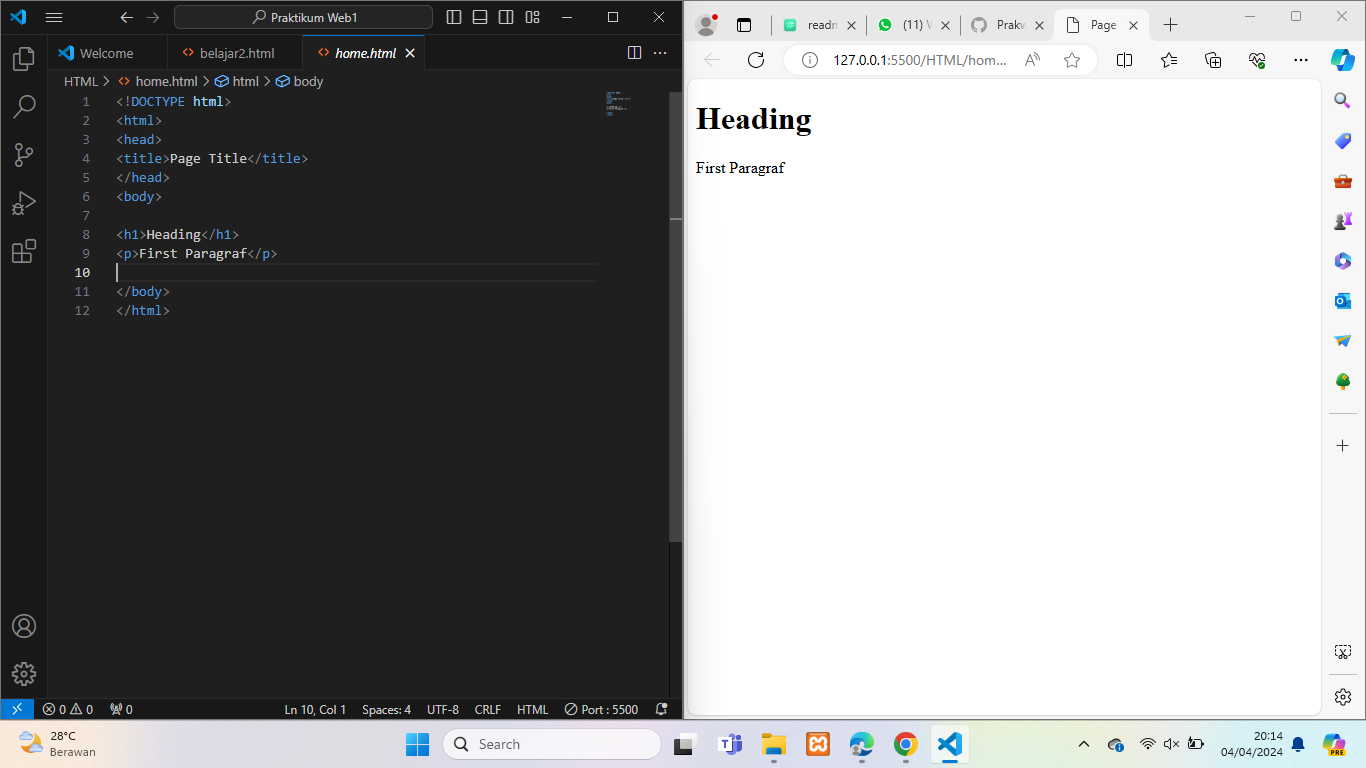 Praktikum Web1
Welcome
belajar2.html
home.html
HTML > home.html > html > body
1 <!DOCTYPE html>
2 <html>
3 <head>
4 <title>Page Title</title>
5 </head>
6 <body>
7
8 <h1>Heading</h1>
9 <p>First Paragraf</p>
10
11 </body>
12 </html>
0 0 0
Ln 10, Col 1
Spaces: 4
UTF-8
CRLF
HTML
Port : 5500
readm
(11) W
Prakw
Page
127.0.0.1:5500/HTML/hom...
Heading
First Paragraf
28°C
Berawan
Search
20:14
04/04/2024
PRE